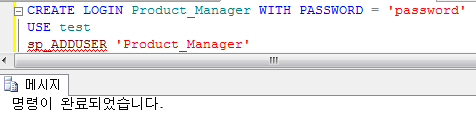 CREATE LOGIN Product_Manager WITH PASSWORD = 'password'
USE test
sp_ADDUSER 'Product_Manager'
메시지
명령이 완료되었습니다.